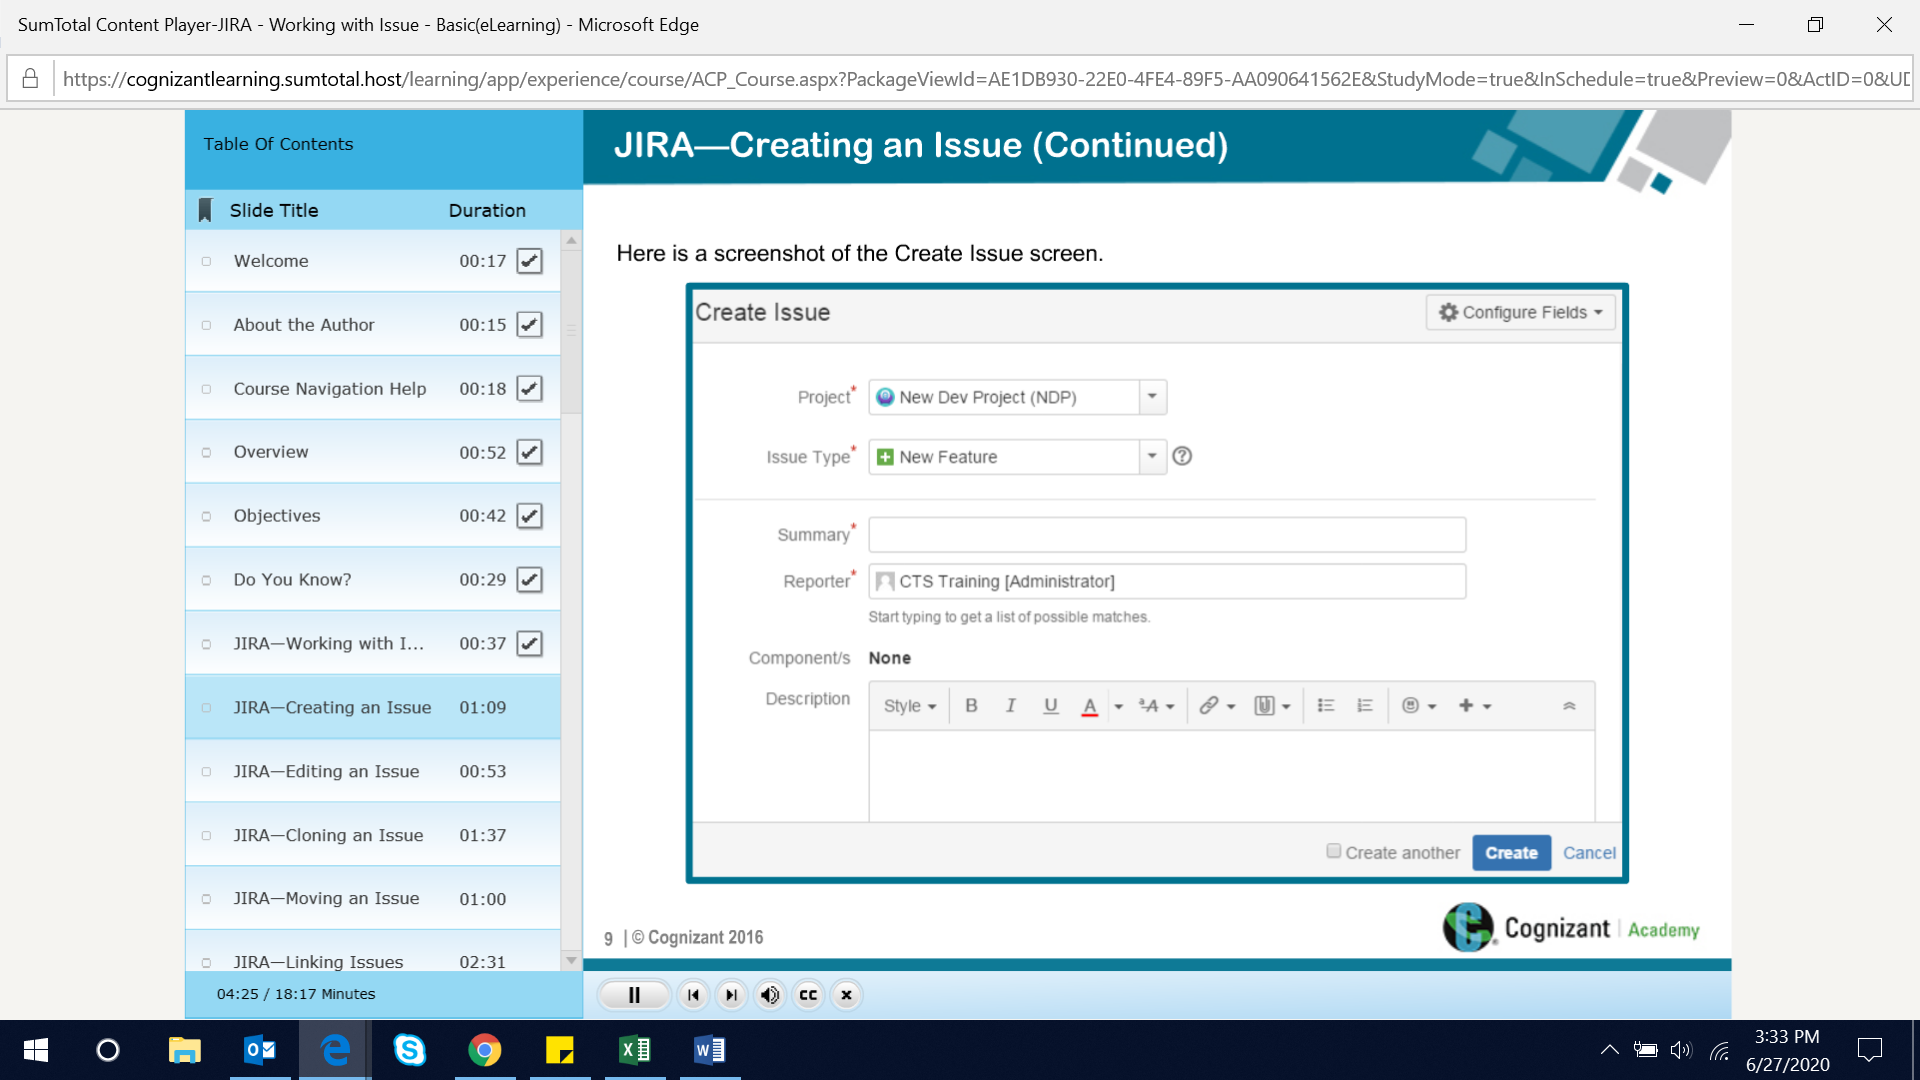 SumTotal Content Player-JIRA - Working with Issue - Basic(eLearning) - Microsoft Edge
https://cognizantlearning.sumtotal.host/learning/app/experience/course/ACP_Course.aspx?PackageViewId=AE1DB930-22E0-4FE4-89F5-AA090641562E&StudyMode=true&InSchedule=true&Preview=0&ActID=0&UD
Table Of Contents
Slide Title Duration
Welcome 00:17
About the Author 00:15
Course Navigation Help 00:18
Overview 00:52
Objectives 00:42
Do You Know? 00:29
JIRA—Working with I... 00:37
JIRA—Creating an Issue 01:09
JIRA—Editing an Issue 00:53
JIRA—Cloning an Issue 01:37
JIRA—Moving an Issue 01:00
JIRA—Linking Issues 02:31
04:25 / 18:17 Minutes
JIRA—Creating an Issue (Continued)
Here is a screenshot of the Create Issue screen.
Create Issue Configure Fields
Project* New Dev Project (NDP)
Issue Type* New Feature
Summary*
Reporter* CTS Training [Administrator]
Start typing to get a list of possible matches.
Component/s None
Description Style B I U A ªA
Create another Create Cancel
9 | © Cognizant 2016
Cognizant | Academy
CC
3:33 PM
6/27/2020